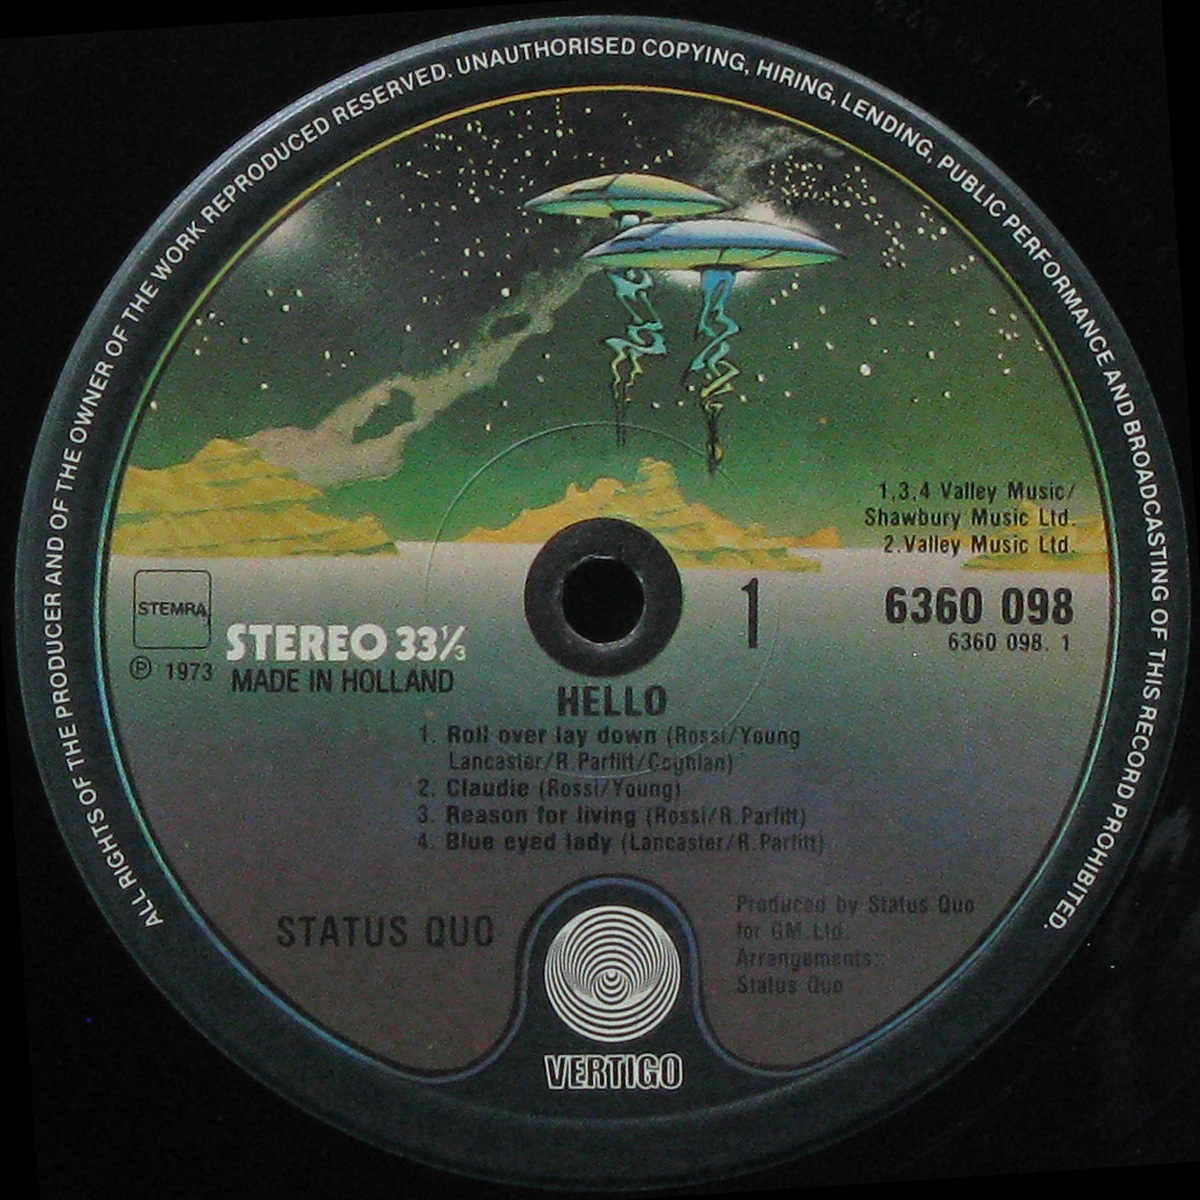 ALL RIGHTS OF THE PRODUCER AND OF THE OWNER OF THE WORK REPRODUCED RESERVED. UNAUTHORISED COPYING, HIRING, LENDING, PUBLIC PERFORMANCE AND BROADCASTING OF THIS RECORD PROHIBITED.
1,3,4 Valley Music/
Shawbury Music Ltd.
2.Valley Music Ltd.
STEMRA
STEREO 33⅓
℗ 1973
MADE IN HOLLAND
1
6360 098
6360 098. 1
HELLO
1. Roll over lay down (Rossi/Young
Lancaster/R.Parfitt/Coghlan)
2. Claudie (Rossi/Young)
3. Reason for living (Rossi/R.Parfitt)
4. Blue eyed lady (Lancaster/R.Parfitt)
STATUS QUO
Produced by Status Quo
for GM.Ltd.
Arrangements:
Status Quo
VERTIGO